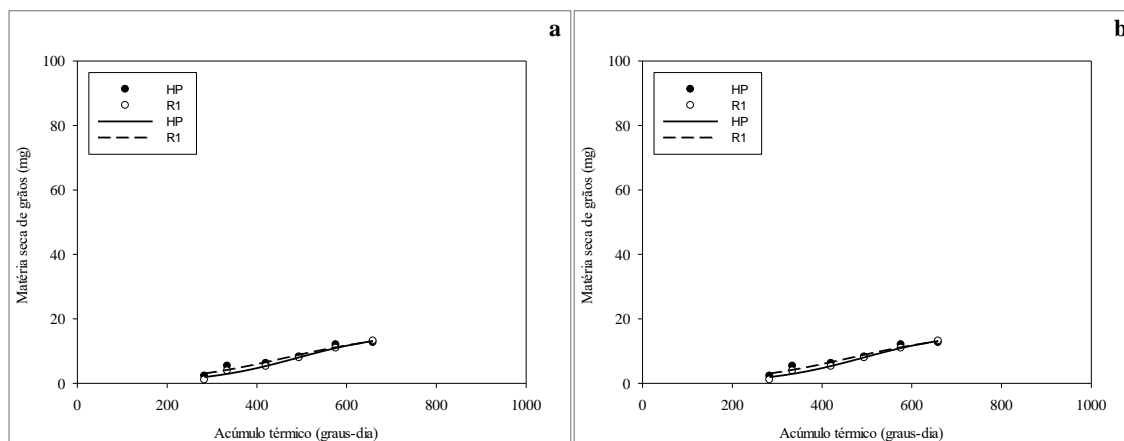 a
100
80
60
40
20
0
Matéria seca de grãos (mg)
HP
R1
HP
R1
0 200 400 600 800 1000
Acúmulo térmico (graus-dia)
b
100
80
60
40
20
0
Matéria seca de grãos (mg)
HP
R1
HP
R1
0 200 400 600 800 1000
Acúmulo térmico (graus-dia)